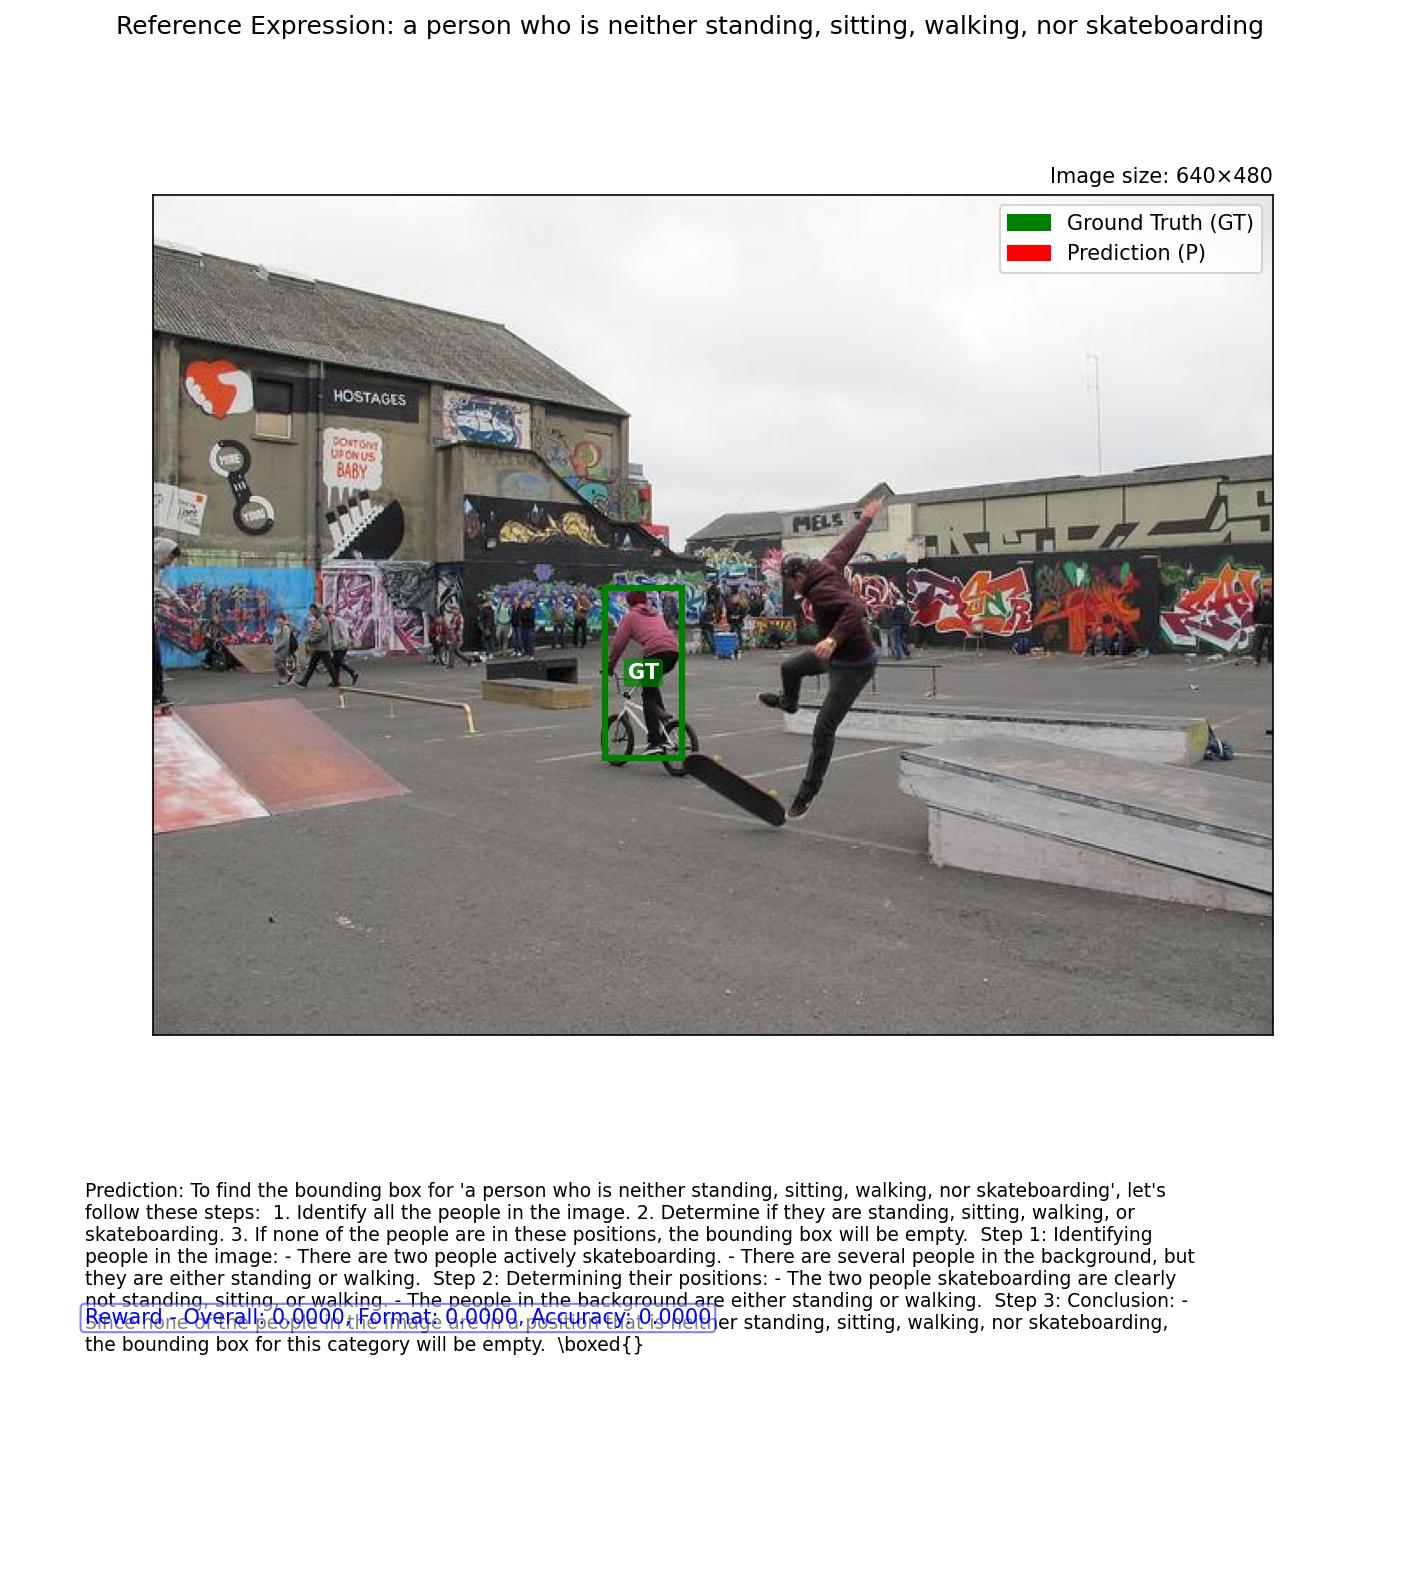 Reference Expression: a person who is neither standing, sitting, walking, nor skateboarding
Image size: 640×480
Ground Truth (GT)
Prediction (P)
HOSTAGES
DONT GIVE
UP ON US
BABY
MINE
YOURS
MELS
GT
Prediction: To find the bounding box for 'a person who is neither standing, sitting, walking, nor skateboarding', let's
follow these steps:  1. Identify all the people in the image. 2. Determine if they are standing, sitting, walking, or
skateboarding. 3. If none of the people are in these positions, the bounding box will be empty.  Step 1: Identifying
people in the image: - There are two people actively skateboarding. - There are several people in the background, but
they are either standing or walking.  Step 2: Determining their positions: - The two people skateboarding are clearly
not standing, sitting, or walking. - The people in the background are either standing or walking.  Step 3: Conclusion: -
Reward - Overall: 0.0000, Format: 0.0000, Accuracy: 0.0000
Since none of the people in the image are in a position that is neither standing, sitting, walking, nor skateboarding,
the bounding box for this category will be empty.  \boxed{}